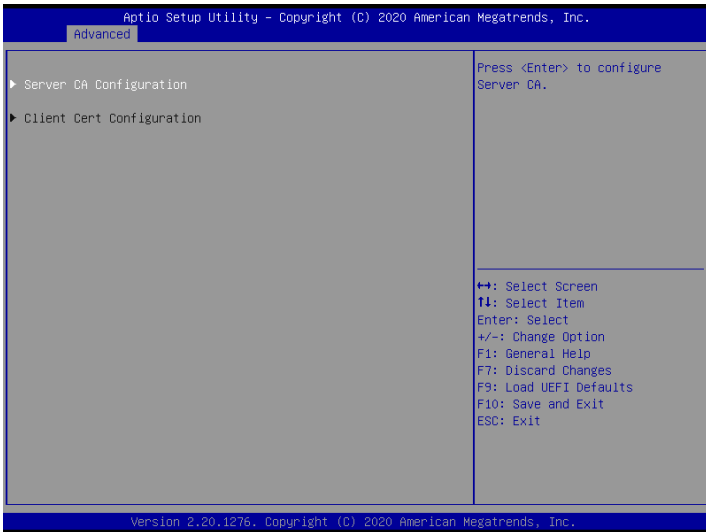 Aptio Setup Utility – Copyright (C) 2020 American Megatrends, Inc.
Advanced
Server CA Configuration
Client Cert Configuration
Press <Enter> to configure
Server CA.
↔: Select Screen
↑↓: Select Item
Enter: Select
+/-: Change Option
F1: General Help
F7: Discard Changes
F9: Load UEFI Defaults
F10: Save and Exit
ESC: Exit
Version 2.20.1276. Copyright (C) 2020 American Megatrends, Inc.